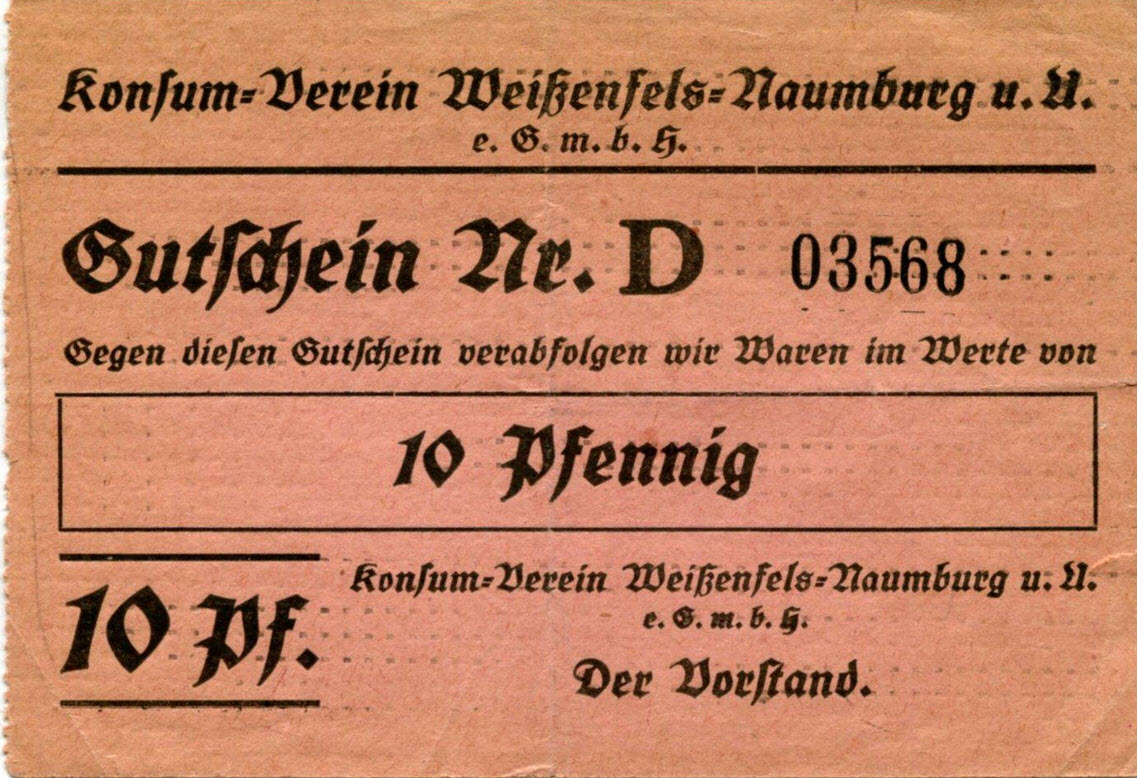 Konsum-Verein Weißenfels-Naumburg u. U.
e. G. m. b. H.
Gutschein Nr. D 03568
Gegen diesen Gutschein verabfolgen wir Waren im Werte von
10 Pfennig
10 Pf.
Konsum-Verein Weißenfels-Naumburg u. U.
e. G. m. b. H.
Der Vorstand.